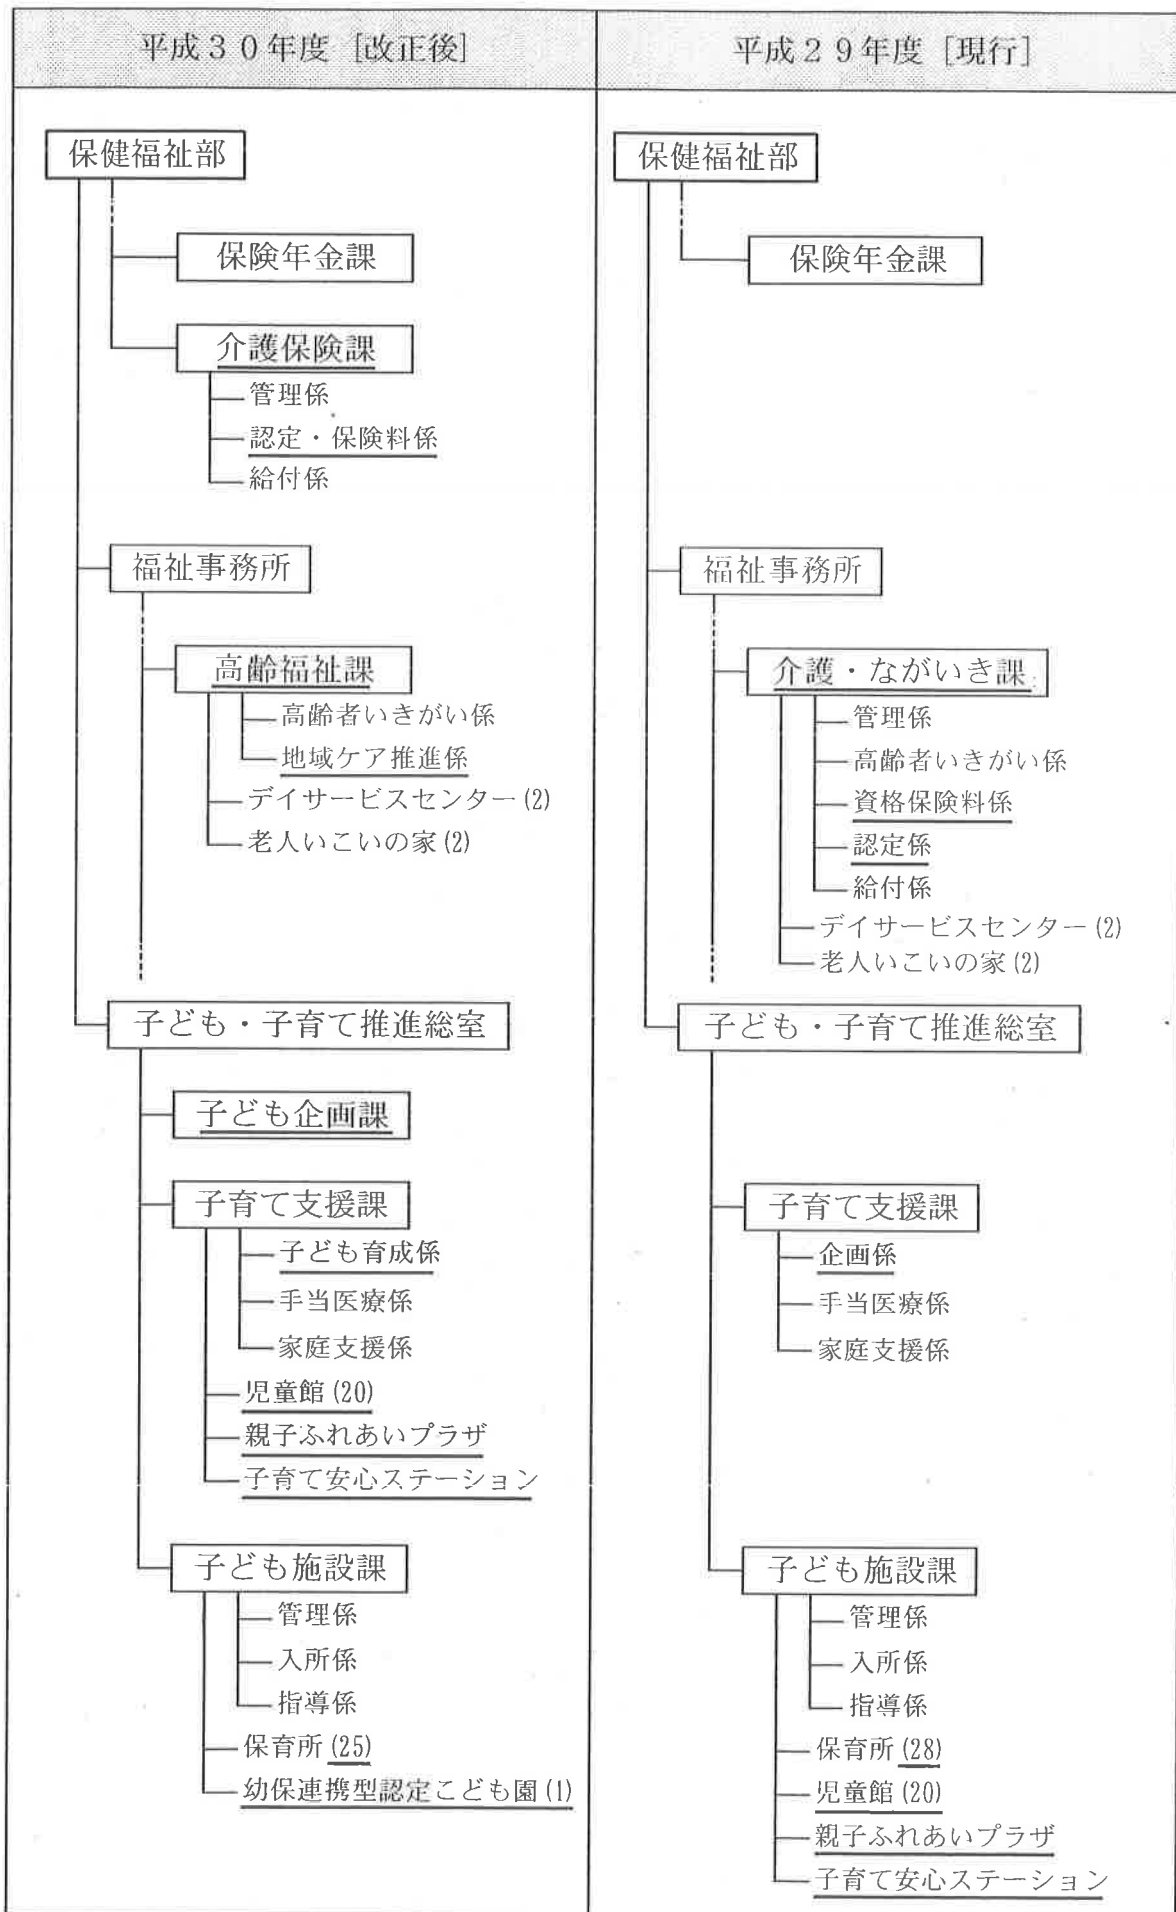 平成３０年度［改正後］
保健福祉部
保険年金課
介護保険課
管理係
認定・保険料係
給付係
福祉事務所
高齢福祉課
高齢者いきがい係
地域ケア推進係
デイサービスセンター(2)
老人いこいの家(2)
子ども・子育て推進総室
子ども企画課
子育て支援課
子ども育成係
手当医療係
家庭支援係
児童館(20)
親子ふれあいプラザ
子育て安心ステーション
子ども施設課
管理係
入所係
指導係
保育所(25)
幼保連携型認定こども園(1)
平成２９年度［現行］
保健福祉部
保険年金課
福祉事務所
介護・ながいき課
管理係
高齢者いきがい係
資格保険料係
認定係
給付係
デイサービスセンター(2)
老人いこいの家(2)
子ども・子育て推進総室
子育て支援課
企画係
手当医療係
家庭支援係
子ども施設課
管理係
入所係
指導係
保育所(28)
児童館(20)
親子ふれあいプラザ
子育て安心ステーション